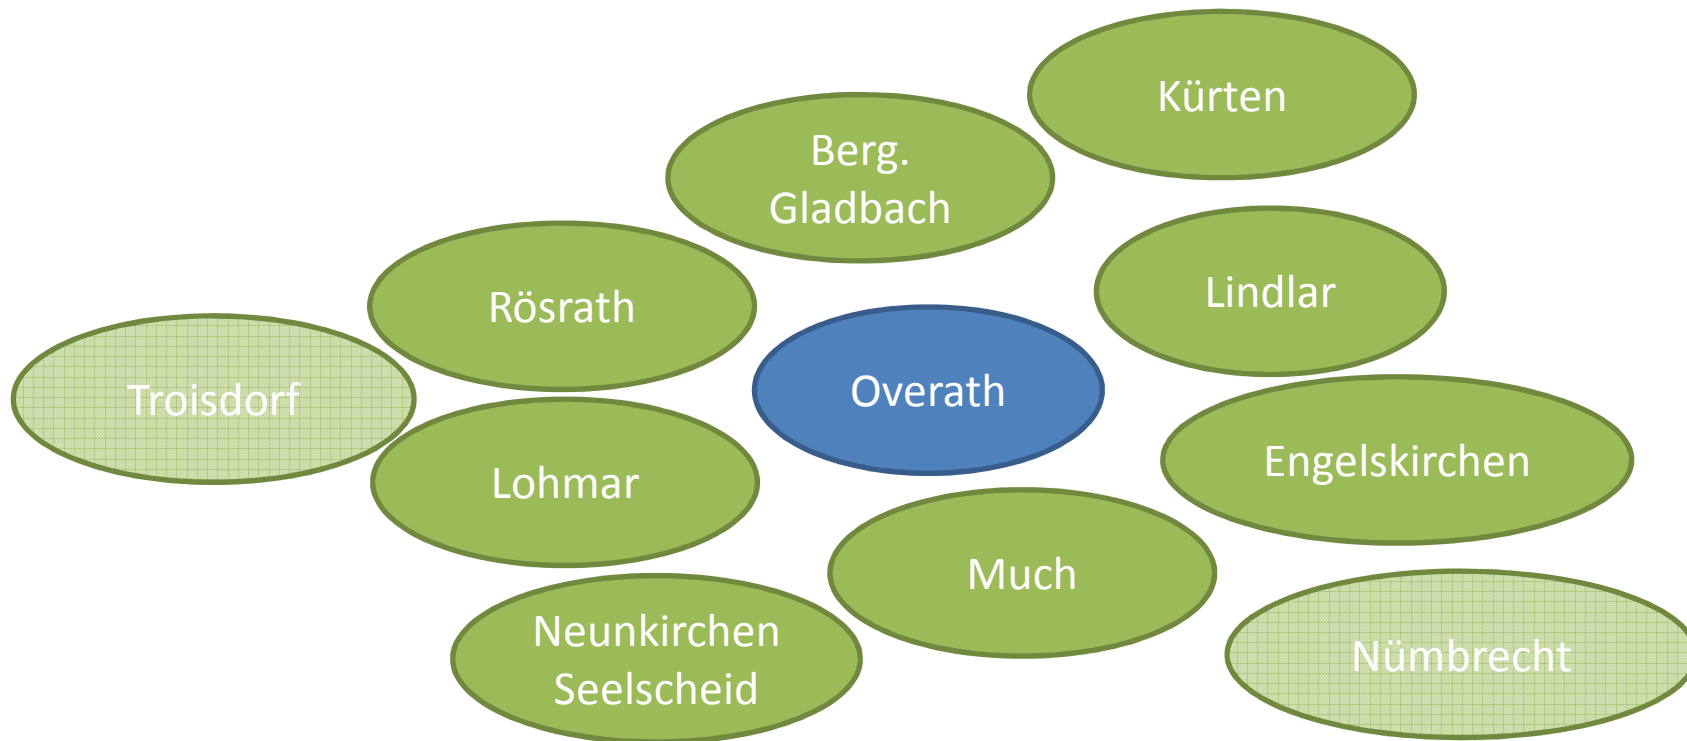 Kürten
Berg.
Gladbach
Lindlar
Rösrath
Overath
Troisdorf
Engelskirchen
Lohmar
Much
Neunkirchen
Seelscheid
Nümbrecht